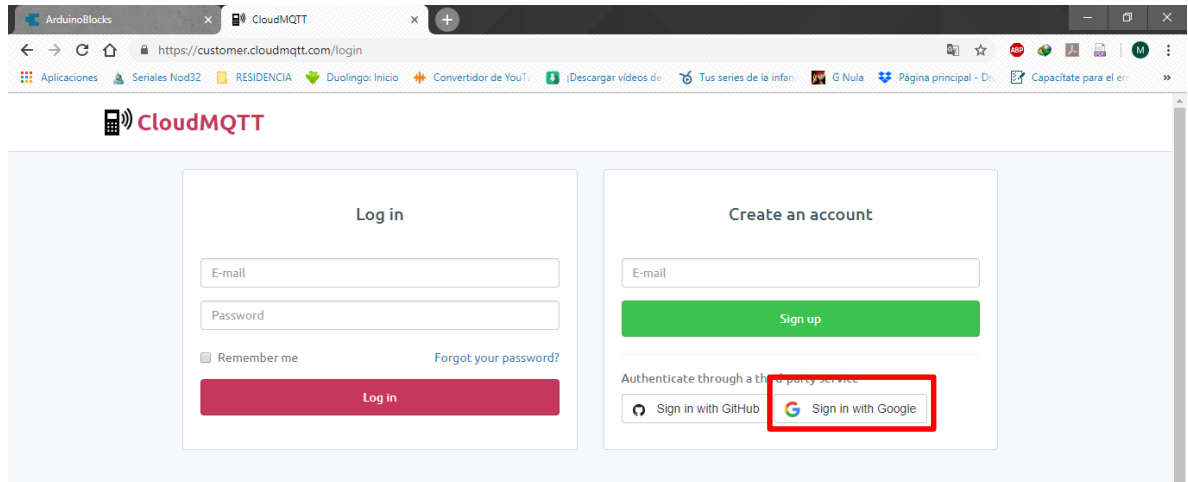 ArduinoBlocks
CloudMQTT
https://customer.cloudmqtt.com/login
ABP
M
Aplicaciones
Seriales Nod32
RESIDENCIA
Duolingo: Inicio
Convertidor de YouT
¡Descargar vídeos de
Tus series de la infan
G Nula
Página principal - Dr
Capacítate para el em
»
CloudMQTT
Log in
E-mail
Password
Remember me
Forgot your password?
Log in
Create an account
E-mail
Sign up
Authenticate through a third party service
Sign in with GitHub
Sign in with Google